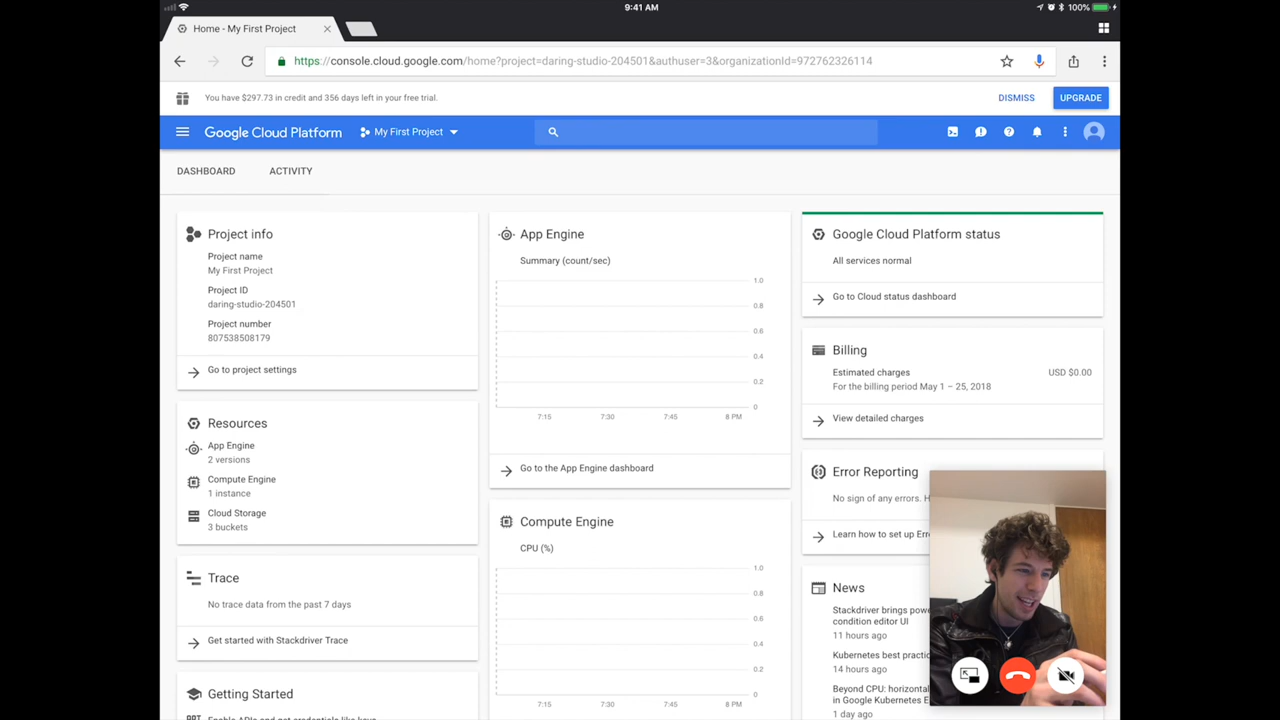 9:41 AM
100%
Home - My First Project
https://console.cloud.google.com/home?project=daring-studio-204501&authuser=3&organizationId=972762326114
You have $297.73 in credit and 356 days left in your free trial.
DISMISS
UPGRADE
Google Cloud Platform
My First Project
DASHBOARD
ACTIVITY
Project info
Project name
My First Project
Project ID
daring-studio-204501
Project number
807538508179
Go to project settings
Resources
App Engine
2 versions
Compute Engine
1 instance
Cloud Storage
3 buckets
Trace
No trace data from the past 7 days
Get started with Stackdriver Trace
Getting Started
App Engine
Summary (count/sec)
1.0
0.8
0.6
0.4
0.2
0
7:15 7:30 7:45 8 PM
Go to the App Engine dashboard
Compute Engine
CPU (%)
1.0
0.8
0.6
0.4
0.2
0
7:15 7:30 7:45 8 PM
Google Cloud Platform status
All services normal
Go to Cloud status dashboard
Billing
Estimated charges USD $0.00
For the billing period May 1 – 25, 2018
View detailed charges
Error Reporting
No sign of any errors.
Learn how to set up
News
Stackdriver brings
condition editor UI
11 hours ago
Kubernetes best
14 hours ago
Beyond CPU: horizontal
in Google Kubernetes
1 day ago